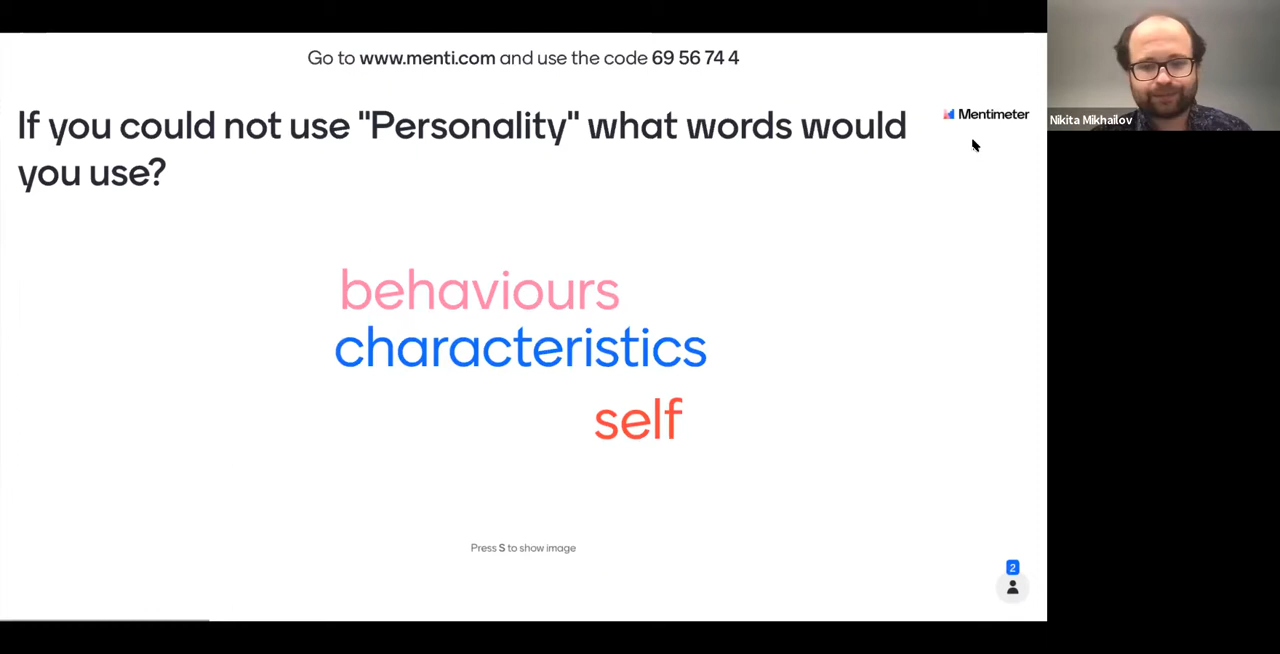 Go to www.menti.com and use the code 69 56 74 4
If you could not use "Personality" what words would
you use?
Mentimeter
Nikita Mikhailov
behaviours
characteristics
self
Press S to show image
2